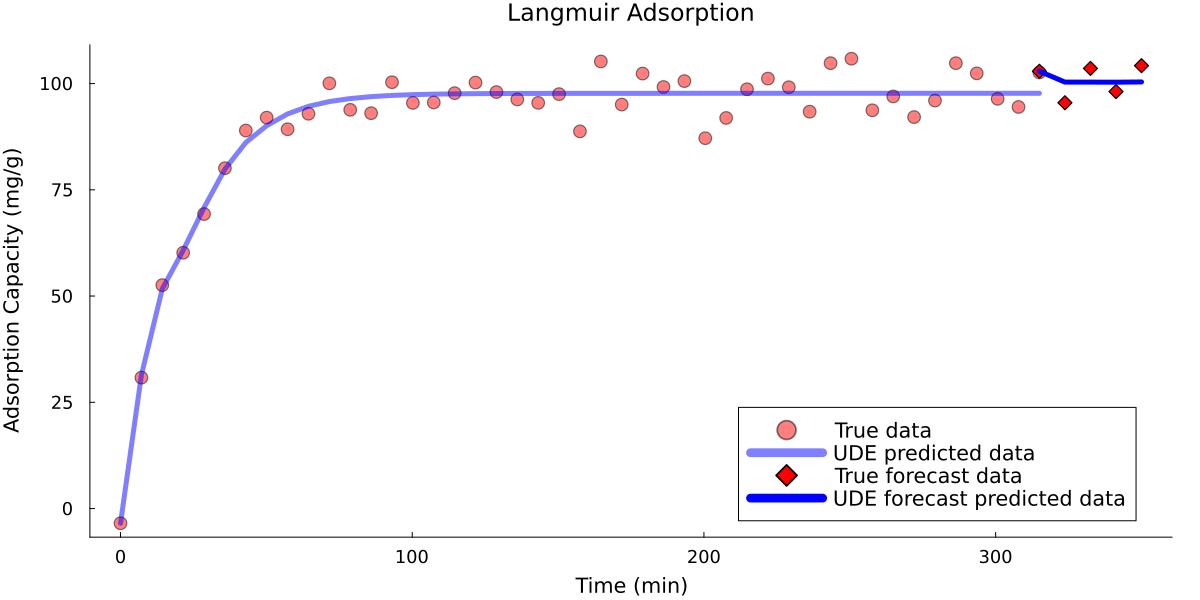 Langmuir Adsorption
Adsorption Capacity (mg/g)
100
75
50
25
0
0
100
200
300
Time (min)
True data
UDE predicted data
True forecast data
UDE forecast predicted data